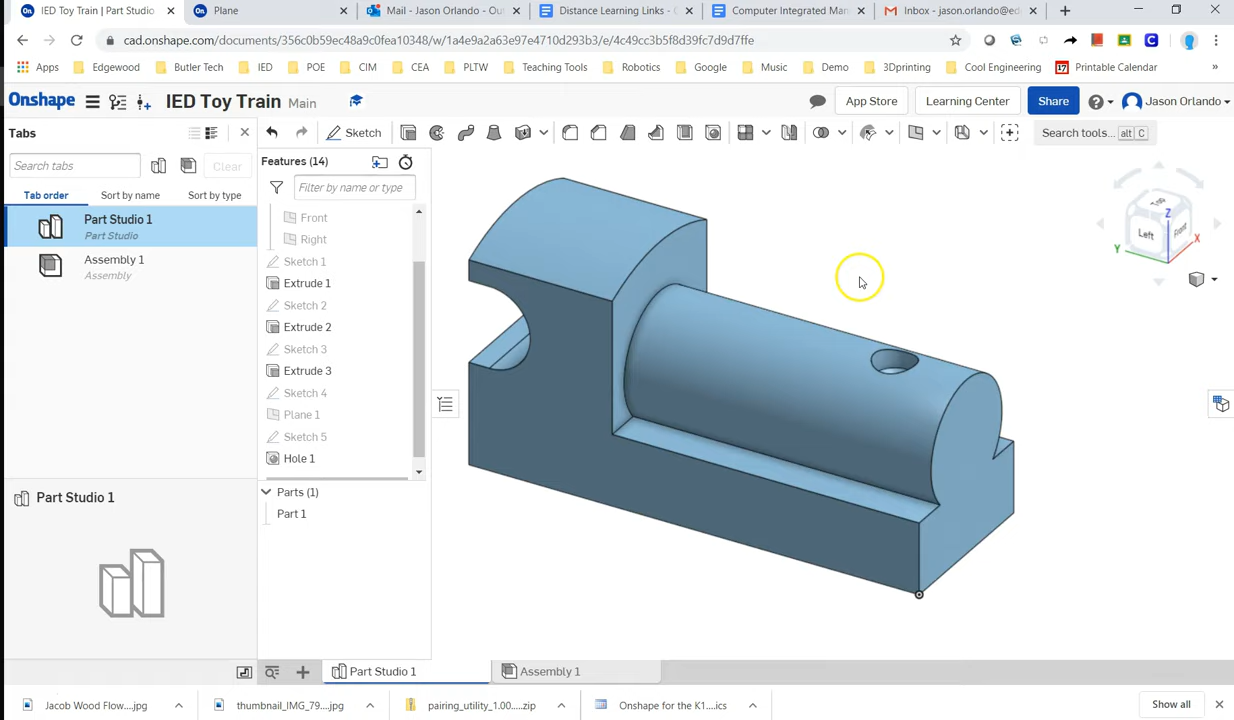 IED Toy Train | Part Studio
Plane
Mail - Jason Orlando - Out
Distance Learning Links - G
Computer Integrated Man
Inbox - jason.orlando@ed
cad.onshape.com/documents/356c0b59ec48a9c0fea10348/w/1a4e9a2a63e97e4710d293b3/e/4c49cc3b5f8d39fc7d9d7ffe
Apps
Edgewood
Butler Tech
IED
POE
CIM
CEA
PLTW
Teaching Tools
Robotics
Google
Music
Demo
3Dprinting
Cool Engineering
17 Printable Calendar
Onshape
IED Toy Train Main
App Store
Learning Center
Share
Jason Orlando
Tabs
Sketch
Search tools... alt C
Search tabs...
Clear
Features (14)
Filter by name or type
Tab order
Sort by name
Sort by type
Part Studio 1
Part Studio
Assembly 1
Assembly
Front
Right
Sketch 1
Extrude 1
Sketch 2
Extrude 2
Sketch 3
Extrude 3
Sketch 4
Plane 1
Sketch 5
Hole 1
Parts (1)
Part 1
Top
Left
Front
Z
X
Y
Part Studio 1
Part Studio 1
Assembly 1
Jacob Wood Flow....jpg
thumbnail_IMG_79....jpg
pairing_utility_1.00....zip
Onshape for the K1....ics
Show all